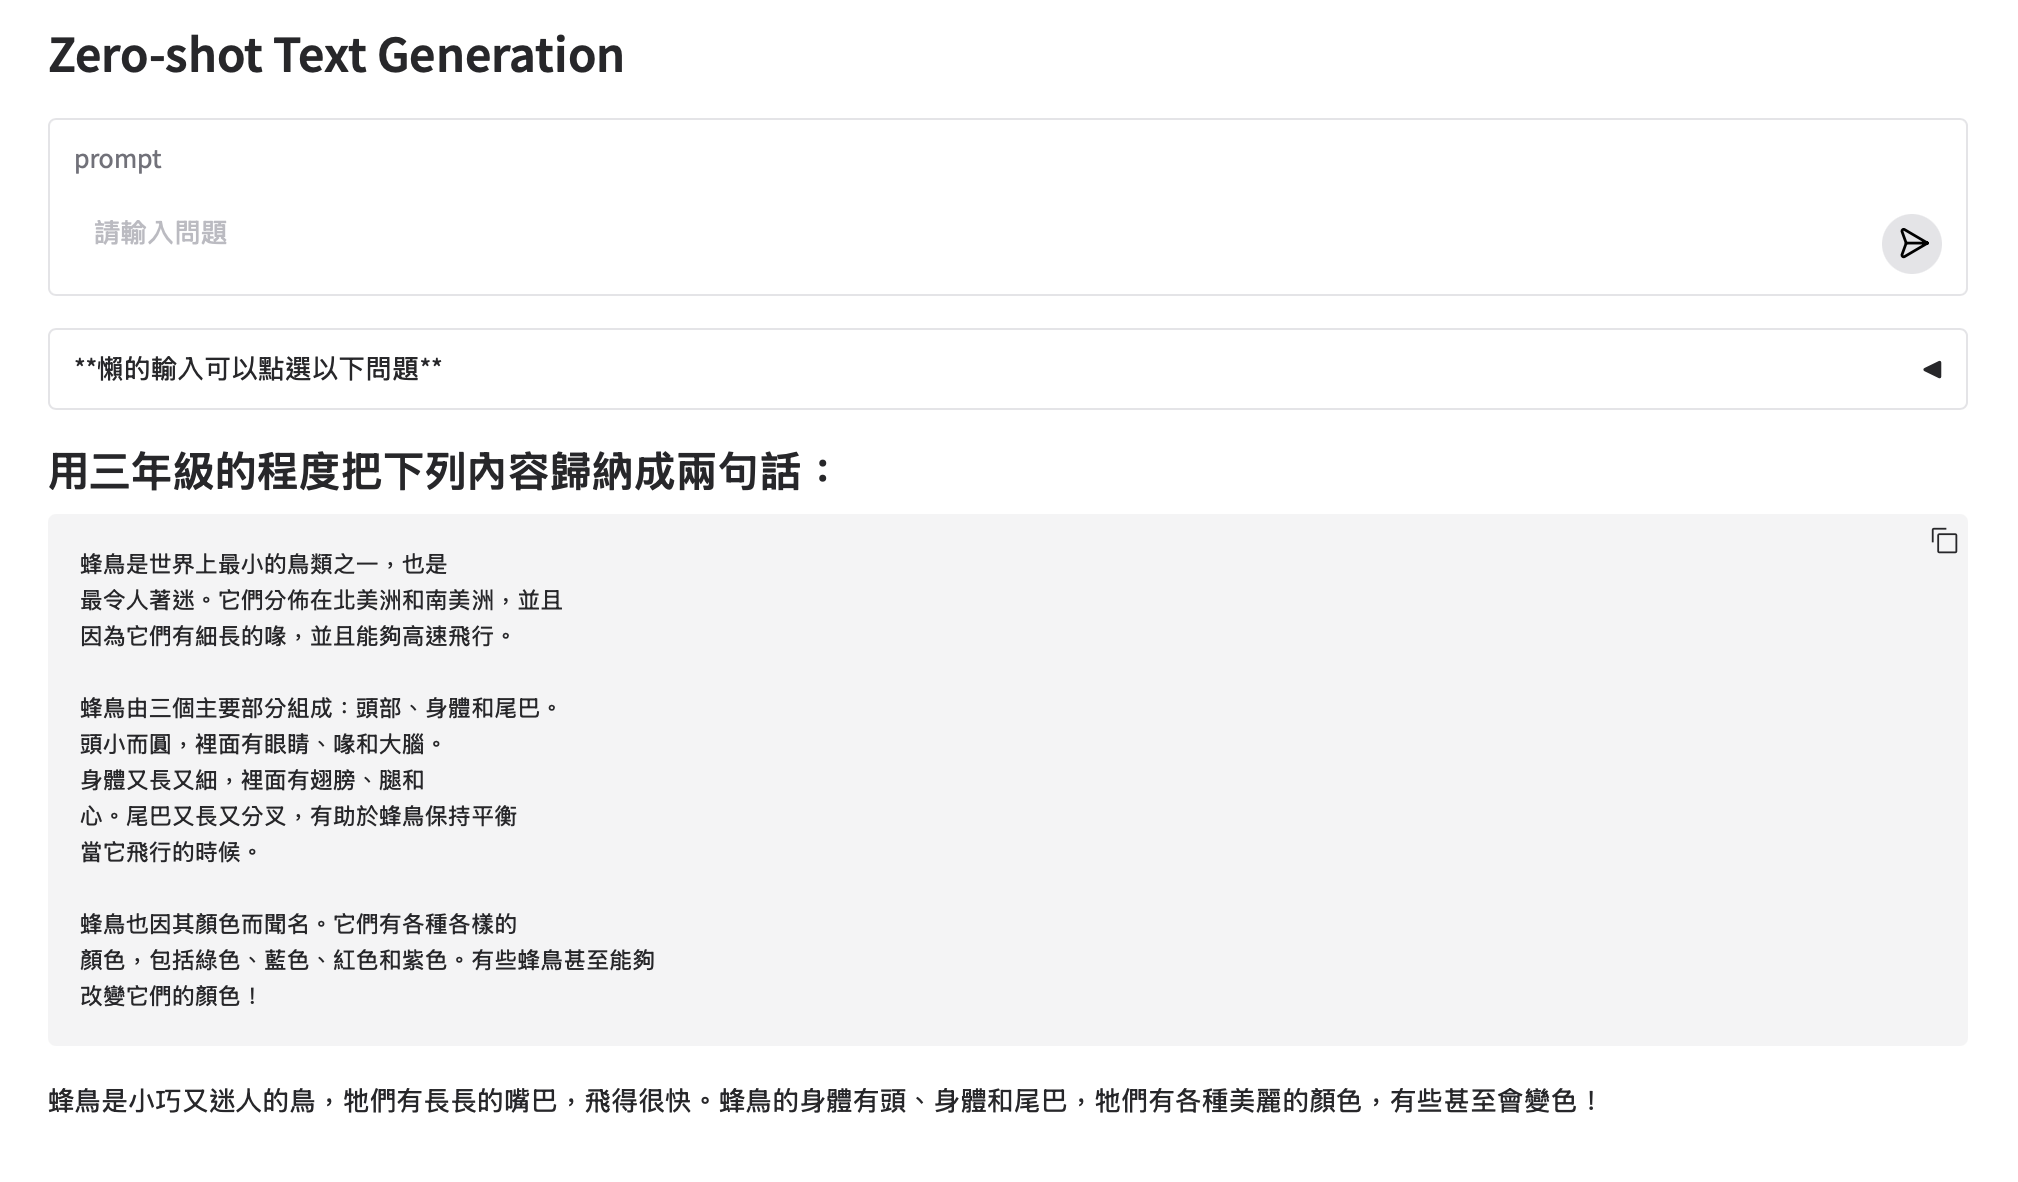 Zero-shot Text Generation
prompt
請輸入問題
**懶的輸入可以點選以下問題**
用三年級的程度把下列內容歸納成兩句話：
蜂鳥是世界上最小的鳥類之一，也是
最令人著迷。它們分佈在北美洲和南美洲，並且
因為它們有細長的喙，並且能夠高速飛行。
蜂鳥由三個主要部分組成：頭部、身體和尾巴。
頭小而圓，裡面有眼睛、喙和大腦。
身體又長又細，裡面有翅膀、腿和
心。尾巴又長又分叉，有助於蜂鳥保持平衡
當它飛行的時候。
蜂鳥也因其顏色而聞名。它們有各種各樣的
顏色，包括綠色、藍色、紅色和紫色。有些蜂鳥甚至能夠
改變它們的顏色！
蜂鳥是小巧又迷人的鳥，牠們有長長的嘴巴，飛得很快。蜂鳥的身體有頭、身體和尾巴，牠們有各種美麗的顏色，有些甚至會變色！